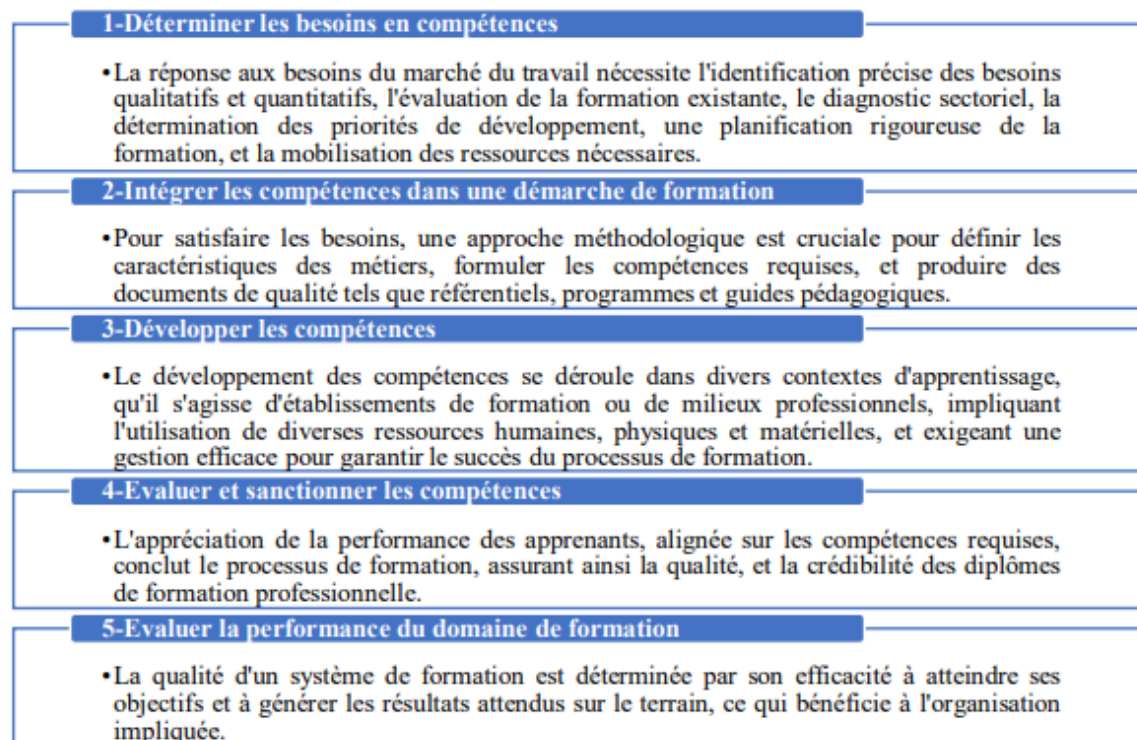 1-Déterminer les besoins en compétences
•La réponse aux besoins du marché du travail nécessite l'identification précise des besoins
qualitatifs et quantitatifs, l'évaluation de la formation existante, le diagnostic sectoriel, la
détermination des priorités de développement, une planification rigoureuse de la
formation, et la mobilisation des ressources nécessaires.
2-Intégrer les compétences dans une démarche de formation
•Pour satisfaire les besoins, une approche méthodologique est cruciale pour définir les
caractéristiques des métiers, formuler les compétences requises, et produire des
documents de qualité tels que référentiels, programmes et guides pédagogiques.
3-Développer les compétences
•Le développement des compétences se déroule dans divers contextes d'apprentissage,
qu'il s'agisse d'établissements de formation ou de milieux professionnels, impliquant
l'utilisation de diverses ressources humaines, physiques et matérielles, et exigeant une
gestion efficace pour garantir le succès du processus de formation.
4-Evaluer et sanctionner les compétences
•L'appréciation de la performance des apprenants, alignée sur les compétences requises,
conclut le processus de formation, assurant ainsi la qualité, et la crédibilité des diplômes
de formation professionnelle.
5-Evaluer la performance du domaine de formation
•La qualité d'un système de formation est déterminée par son efficacité à atteindre ses
objectifs et à générer les résultats attendus sur le terrain, ce qui bénéficie à l'organisation
impliquée.